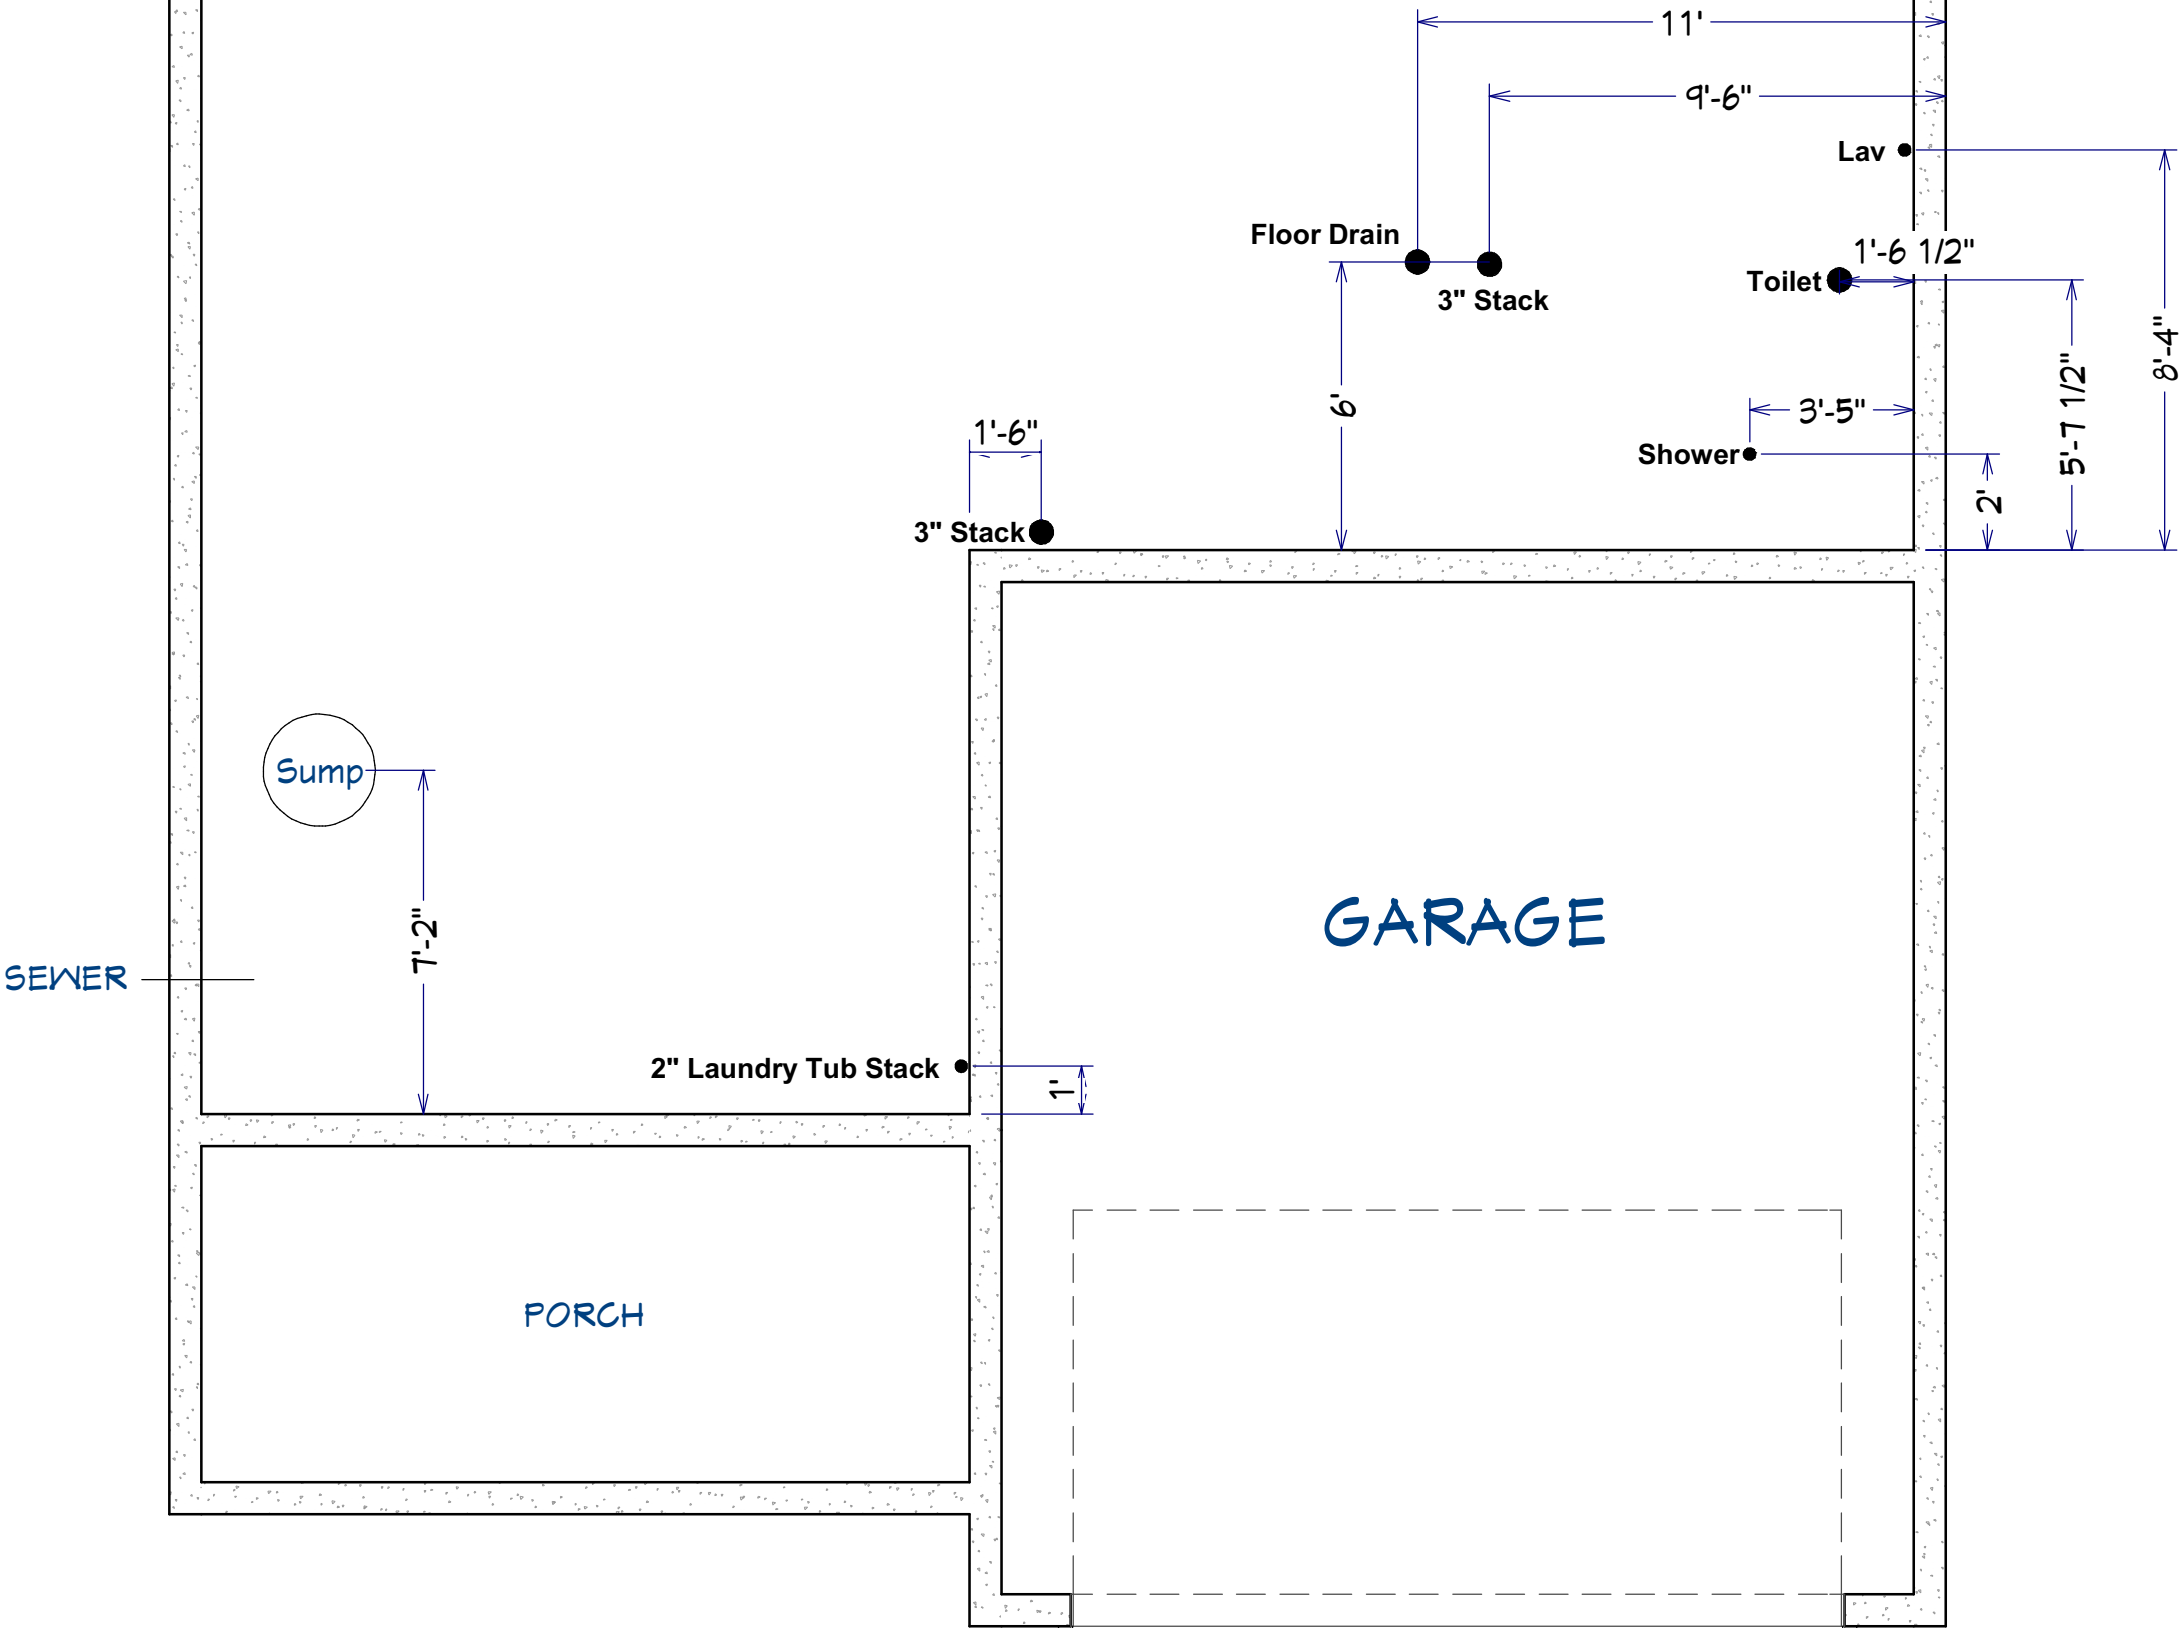 11'
9'-6"
Lav
Floor Drain
1'-6 1/2"
Toilet
3" Stack
8'-4"
5'-7 1/2"
6'
3'-5"
1'-6"
Shower
2'
3" Stack
Sump
GARAGE
7'-2"
SEWER
2" Laundry Tub Stack
1'
PORCH